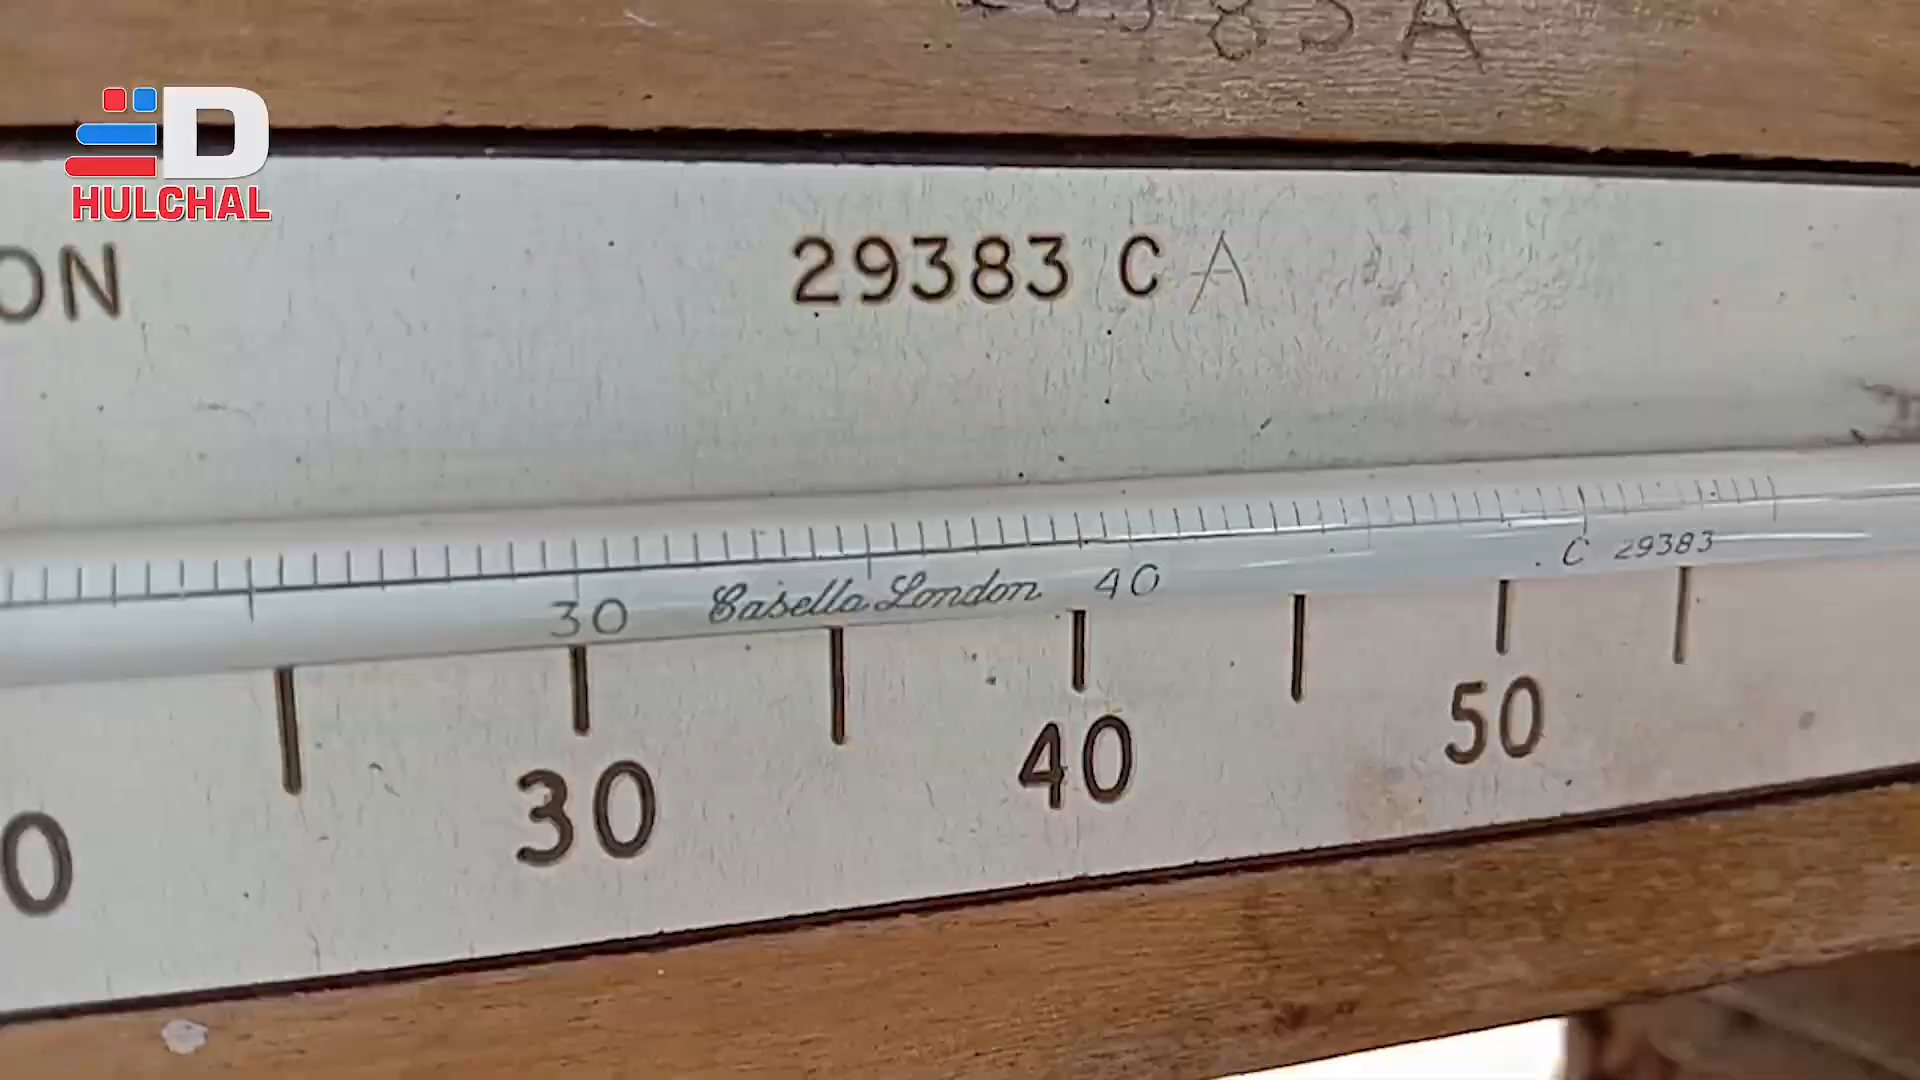 83A
D
HULCHAL
ON
29383 C A
C 29383
30 Casella London 40
30 40 50
0